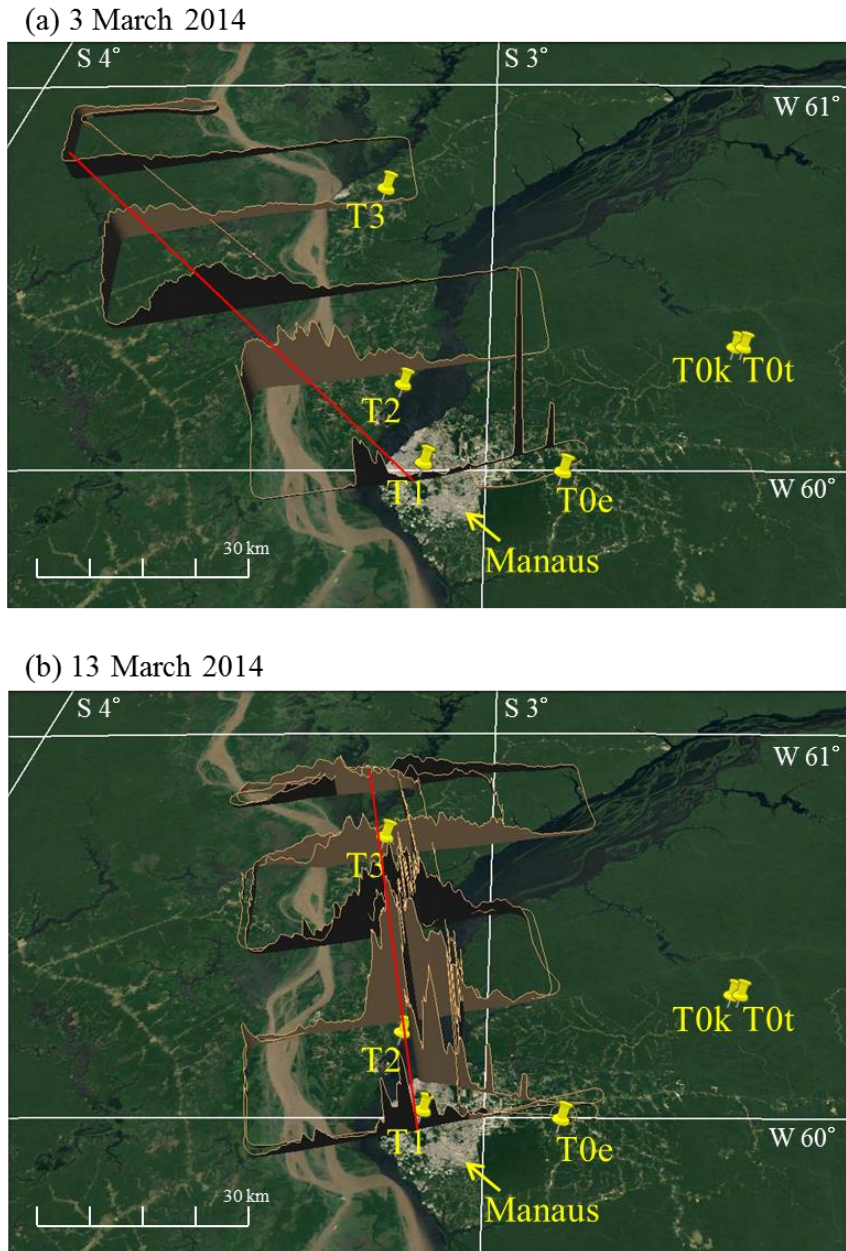 (a) 3 March 2014
S 4°
S 3°
W 61°
T3
T0k T0t
T2
T1
T0e
W 60°
30 km
Manaus
(b) 13 March 2014
S 4°
S 3°
W 61°
T3
T0k T0t
T2
T1
T0e
W 60°
30 km
Manaus